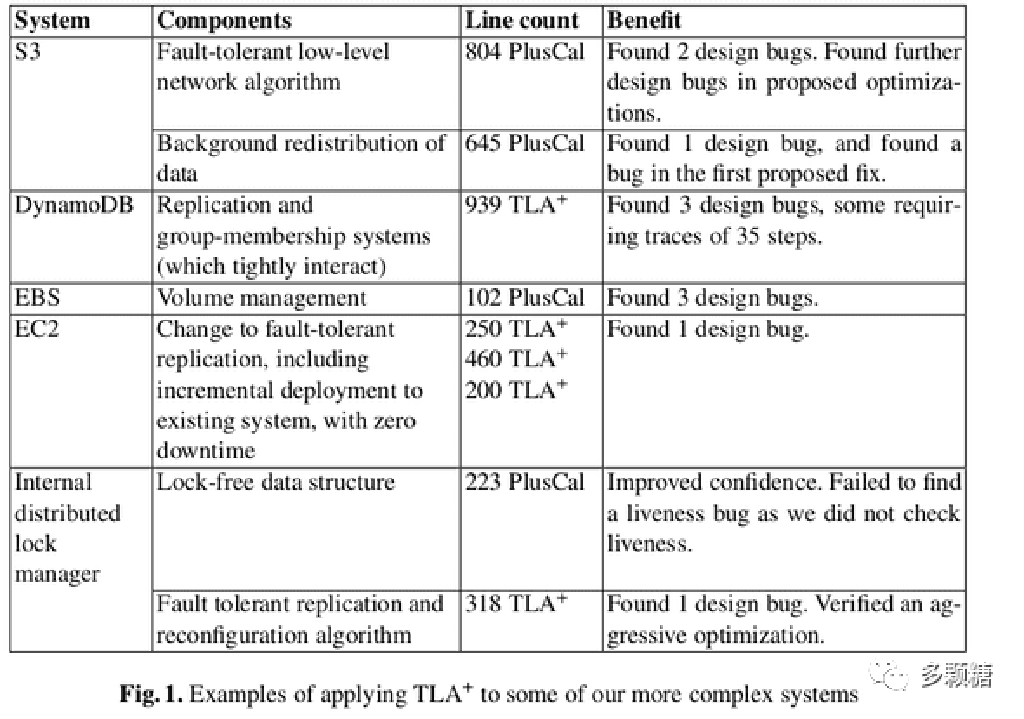 System Components Line count Benefit
S3 Fault-tolerant low-level 804 PlusCal Found 2 design bugs. Found further
network algorithm design bugs in proposed optimiza-
tions.
Background redistribution of 645 PlusCal Found 1 design bug, and found a
data bug in the first proposed fix.
DynamoDB Replication and 939 TLA+ Found 3 design bugs, some requir-
group-membership systems ing traces of 35 steps.
(which tightly interact)
EBS Volume management 102 PlusCal Found 3 design bugs.
EC2 Change to fault-tolerant 250 TLA+ Found 1 design bug.
replication, including 460 TLA+
incremental deployment to 200 TLA+
existing system, with zero
downtime
Internal Lock-free data structure 223 PlusCal Improved confidence. Failed to find
distributed a liveness bug as we did not check
lock liveness.
manager
Fault tolerant replication and 318 TLA+ Found 1 design bug. Verified an ag-
reconfiguration algorithm gressive optimization.
多颗糖
Fig. 1. Examples of applying TLA+ to some of our more complex systems